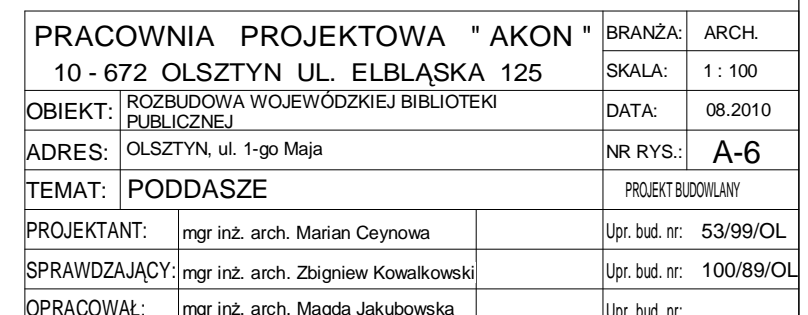 PRACOWNIA PROJEKTOWA " AKON " BRANŻA: ARCH.
10 - 672 OLSZTYN UL. ELBLĄSKA 125 SKALA: 1 : 100
OBIEKT: ROZBUDOWA WOJEWÓDZKIEJ BIBLIOTEKI
PUBLICZNEJ DATA: 08.2010
ADRES: OLSZTYN, ul. 1-go Maja NR RYS.: A-6
TEMAT: PODDASZE PROJEKT BUDOWLANY
PROJEKTANT: mgr inż. arch. Marian Ceynowa Upr. bud. nr: 53/99/OL
SPRAWDZAJĄCY: mgr inż. arch. Zbigniew Kowalkowski Upr. bud. nr: 100/89/OL
OPRACOWAŁ: mgr inż. arch. Magda Jakubowska Upr. bud. nr: